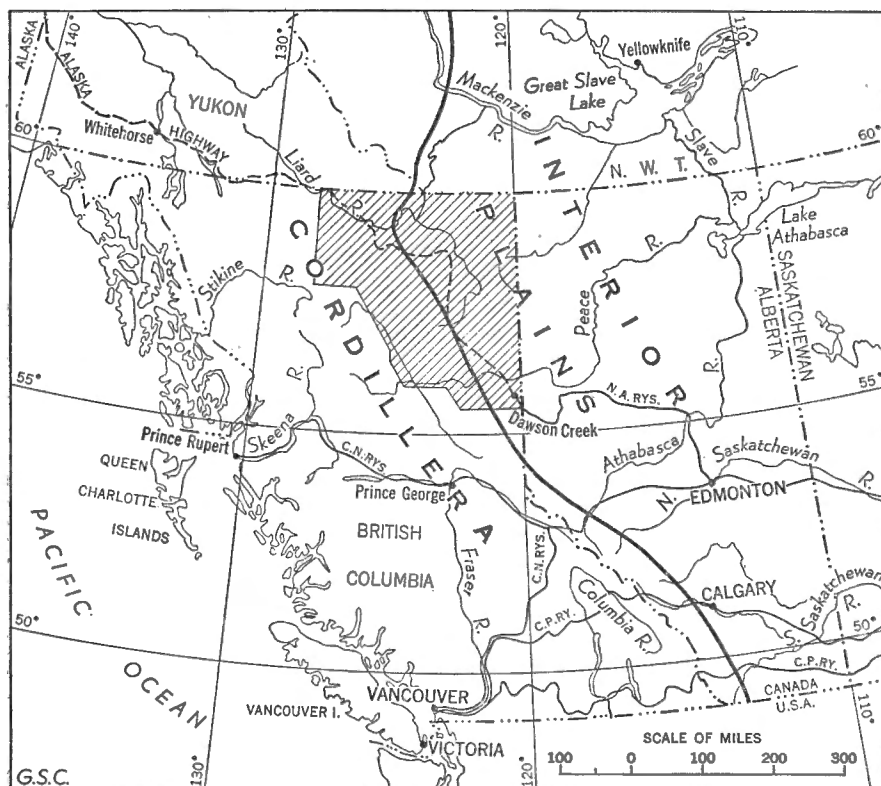 140°
130°
120°
110°
ALASKA
ALASKA
HIGHWAY
YUKON
Whitehorse
60°
Yellowknife
Great Slave
Lake
Mackenzie
R.
Slave
R.
60°
N. W. T.
Liard
R.
INTERIOR
PLAINS
CORDILLERA
Lake
Athabasca
SASKATCHEWAN
ALBERTA
Stikine
R.
Peace
R.
55°
55°
N.A. RYS.
Dawson Creek
Prince Rupert
Skeena
R.
C.N.RYS.
Athabasca
R.
N.
Saskatchewan
R.
EDMONTON
QUEEN
CHARLOTTE
ISLANDS
Prince George
BRITISH
COLUMBIA
Fraser
R.
C.N.RYS.
C.P.RY.
Columbia R.
CALGARY
S. Saskatchewan
R.
50°
50°
C.P.RY.
PACIFIC
OCEAN
VANCOUVER
VANCOUVER I.
VICTORIA
CANADA
U.S.A.
110°
130°
120°
SCALE OF MILES
100 0 100 200 300
G.S.C.